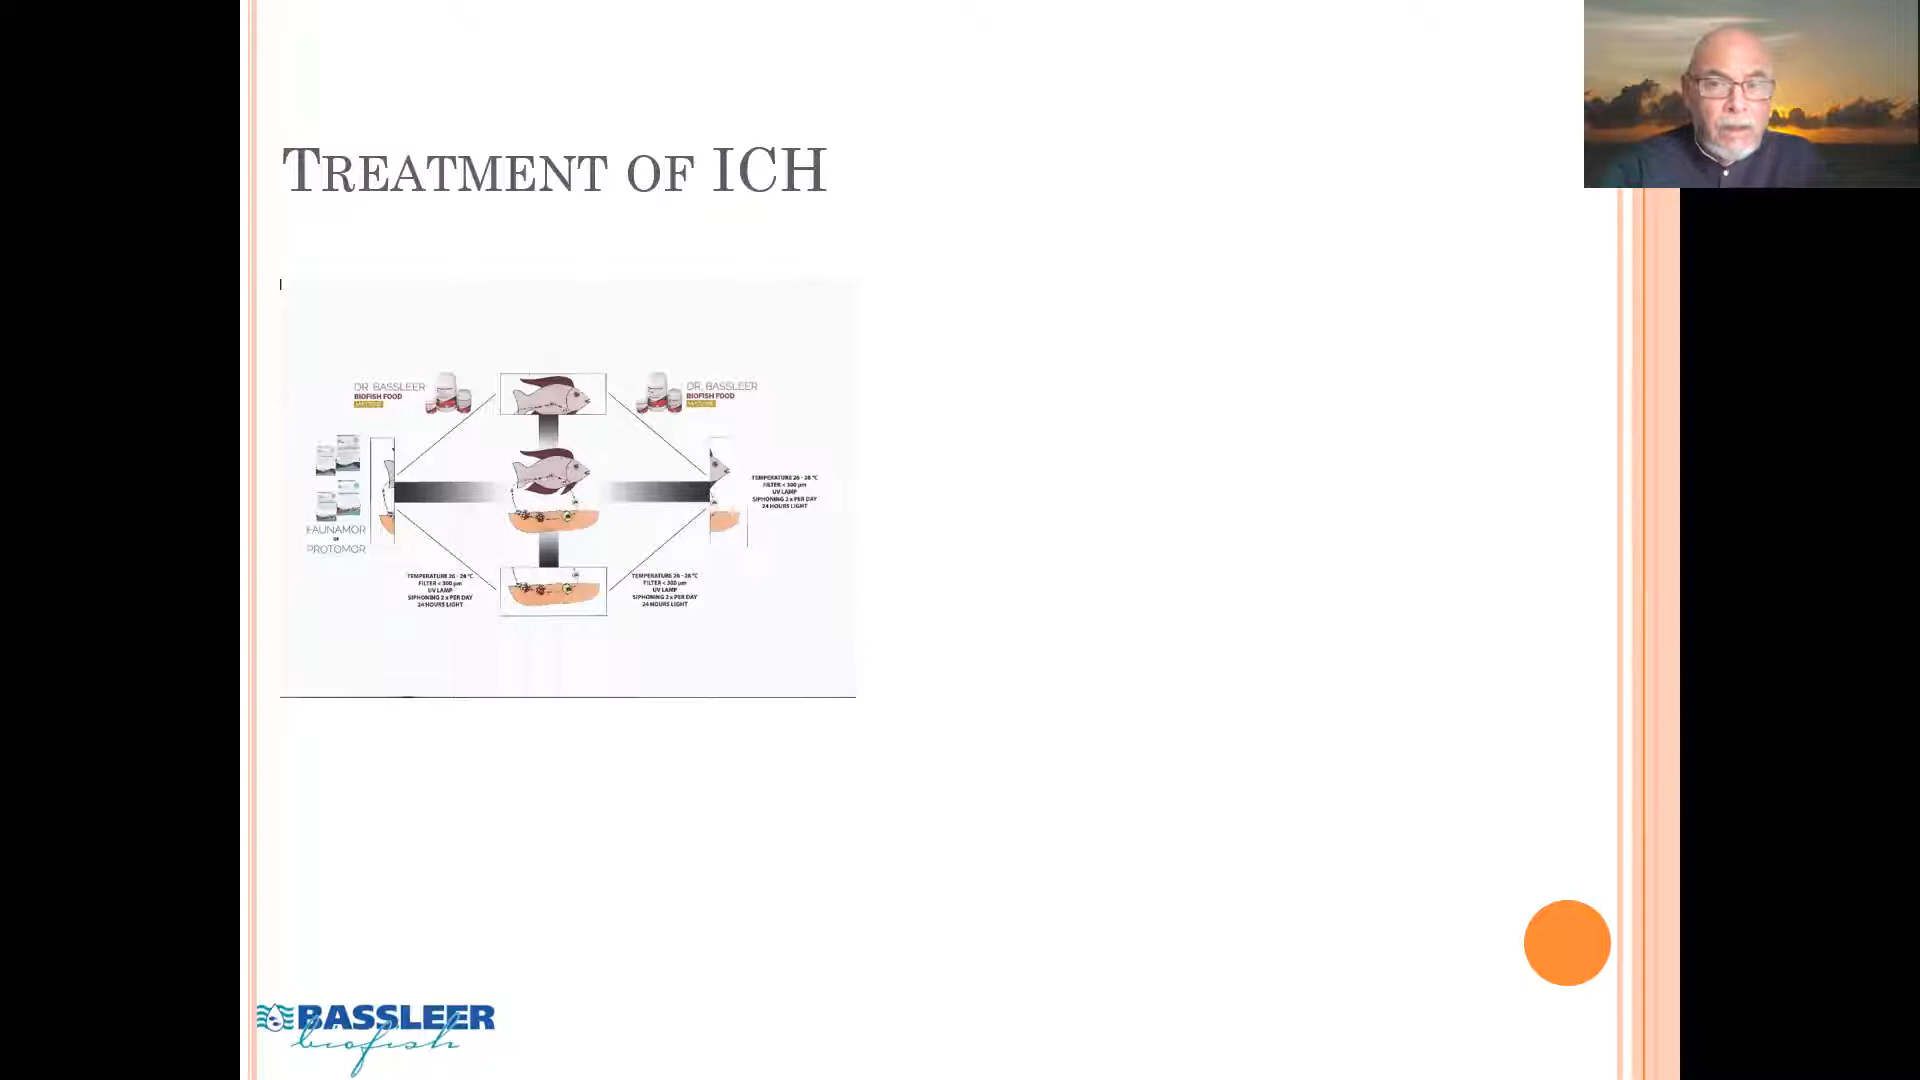 TREATMENT OF ICH
DR. BASSLEER
BIOFISH FOOD
DR. BASSLEER
BIOFISH FOOD
FAUNAMOR
or
PROTOMOR
TEMPERATURE 26 - 28 °C
FILTER < 300 µm
UV LAMP
SIPHONING 2 x PER DAY
24 HOURS LIGHT
TEMPERATURE 26 - 28 °C
FILTER < 300 µm
UV LAMP
SIPHONING 2 x PER DAY
24 HOURS LIGHT
TEMPERATURE 26 - 28 °C
FILTER < 300 µm
UV LAMP
SIPHONING 2 x PER DAY
24 HOURS LIGHT
BASSLEER
biofish